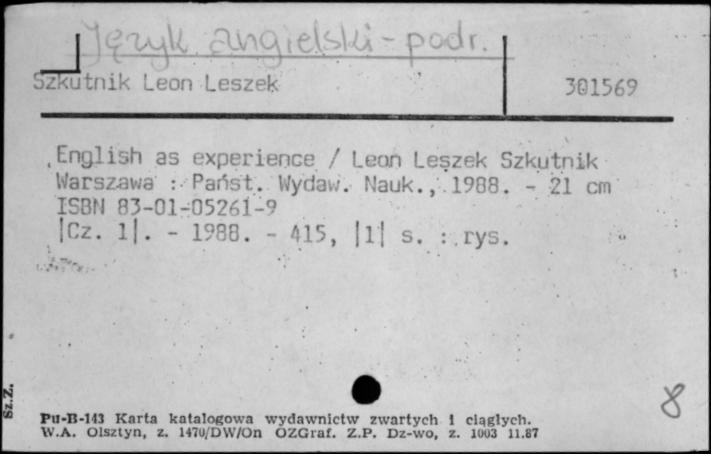 Język angielski - podr.
Szkutnik Leon Leszek
301569
English as experience / Leon Leszek Szkutnik
Warszawa : Państ. Wydaw. Nauk., 1988. - 21 cm
ISBN 83-01-05261-9
|Cz. 1|. - 1988. - 415, |1| s. : rys.
8
Sz.Z.
Pu-B-143 Karta katalogowa wydawnictw zwartych i ciągłych.
W.A. Olsztyn, z. 1470/DW/On OZGraf. Z.P. Dz-wo, z. 1003 11.87